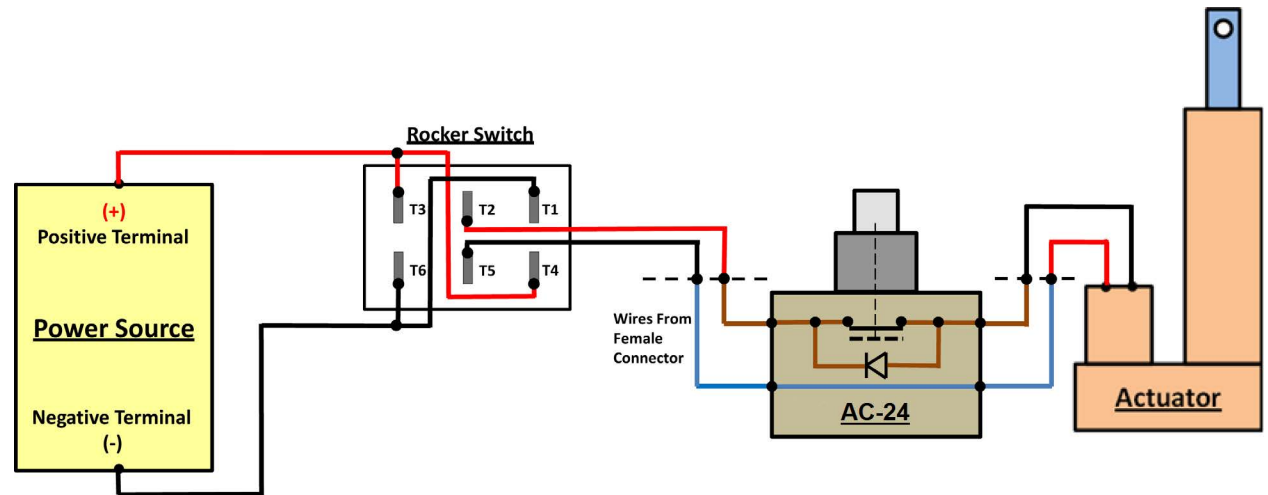 Rocker Switch
(+)
Positive Terminal
Power Source
Negative Terminal
(-)
T3
T2
T1
T6
T5
T4
Wires From
Female
Connector
AC-24
Actuator